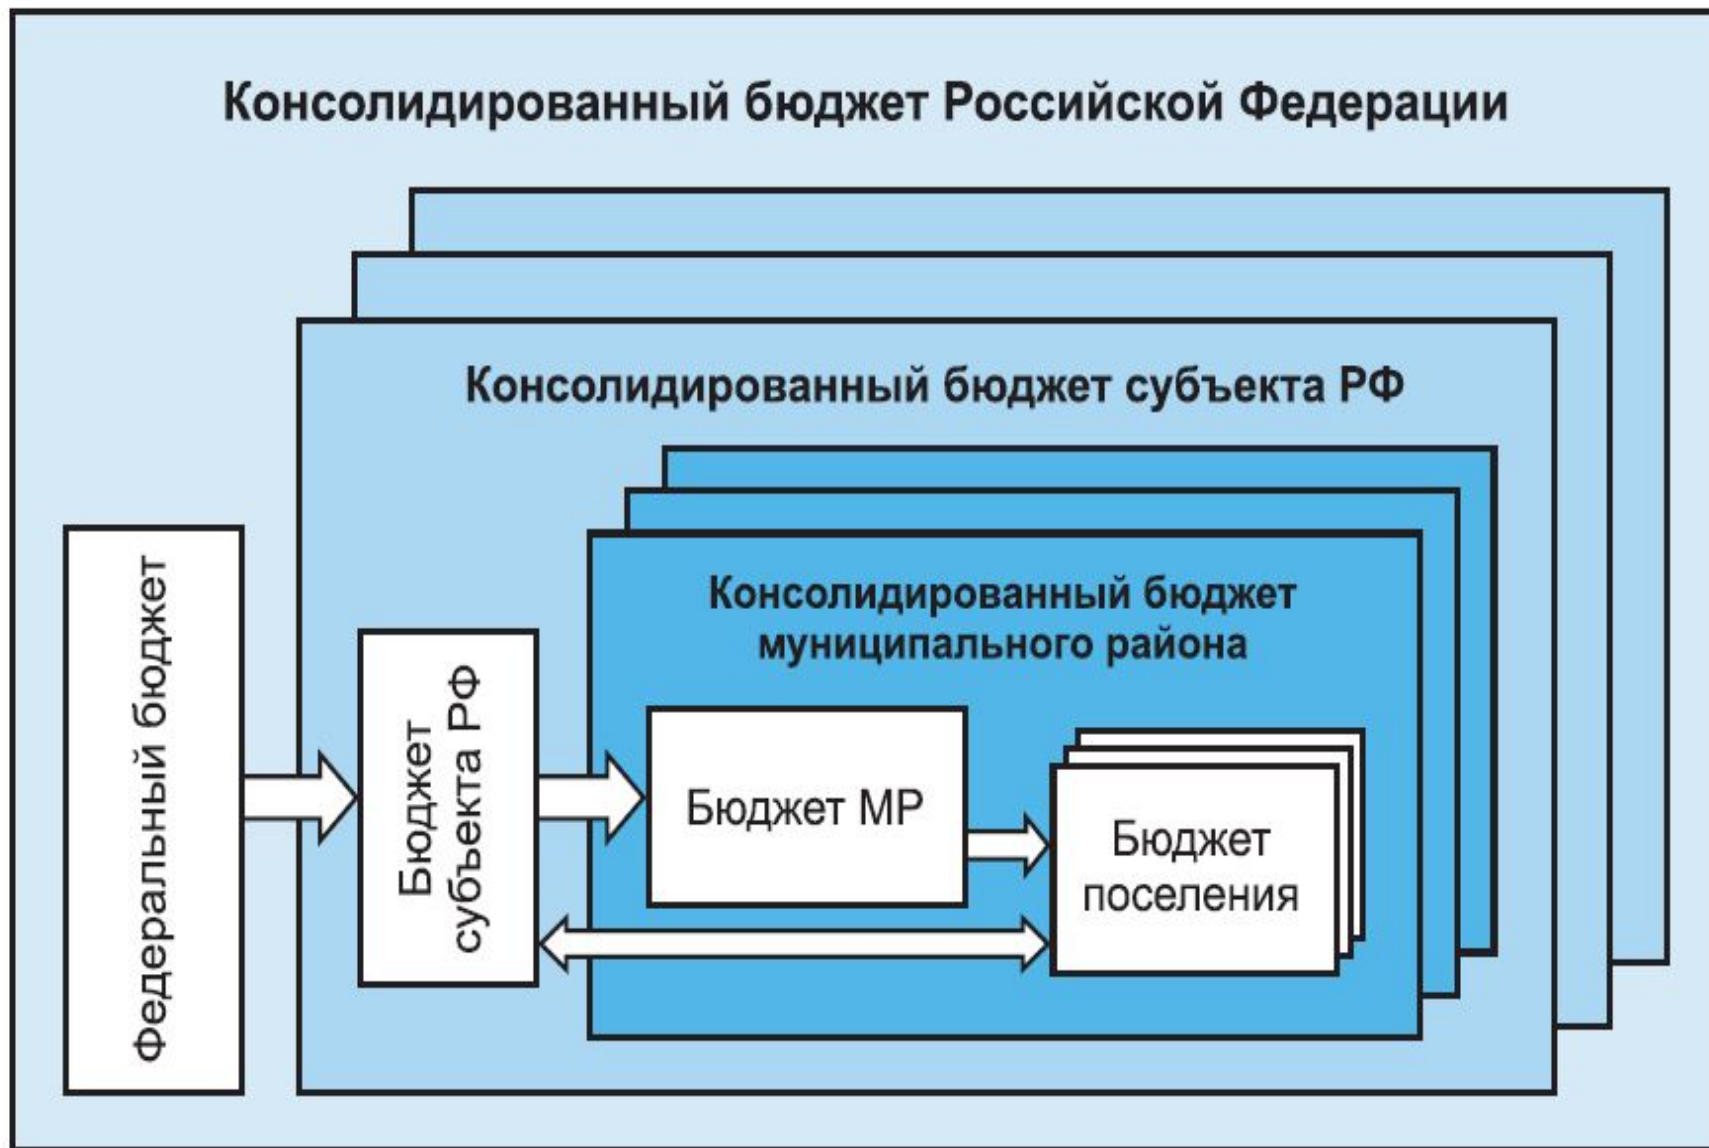 Консолидированный бюджет Российской Федерации
Консолидированный бюджет субъекта РФ
Консолидированный бюджет
муниципального района
Федеральный бюджет
Бюджет
субъекта РФ
Бюджет МР
Бюджет
поселения